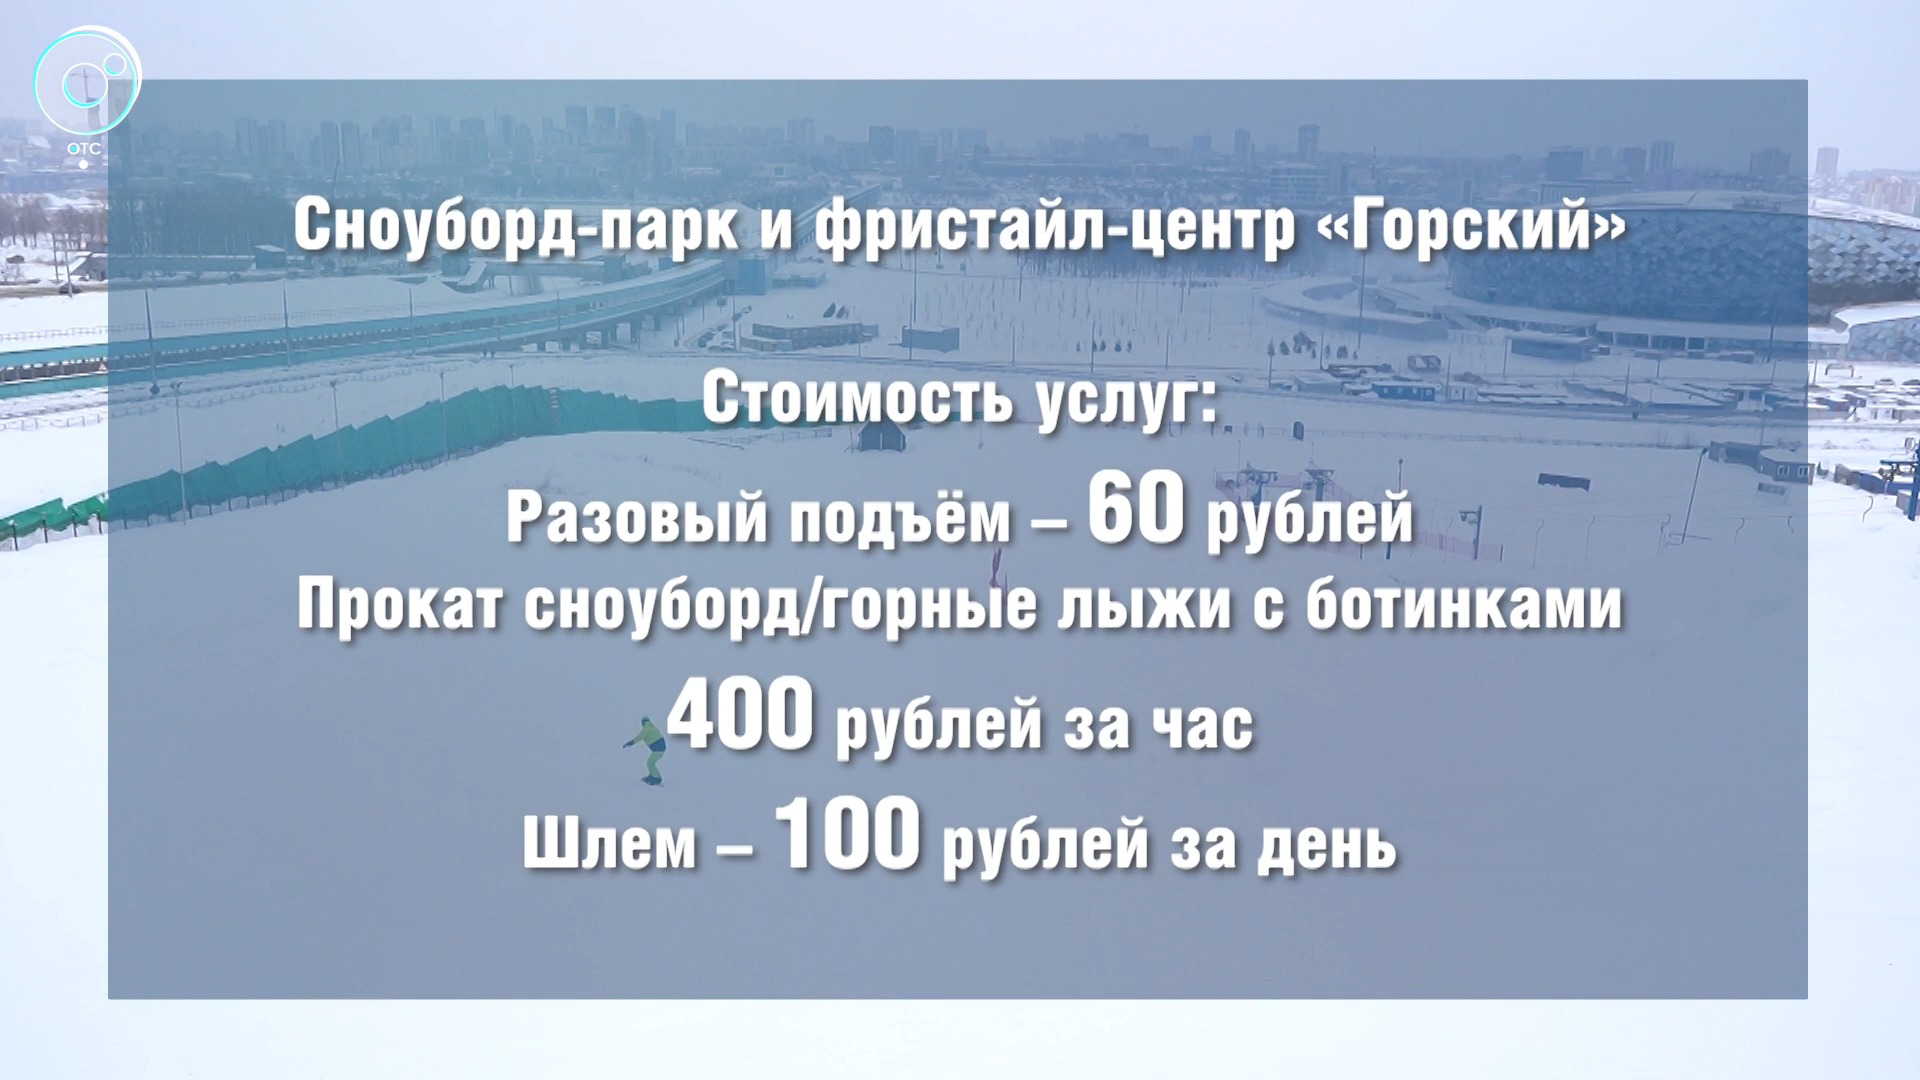 ОТС
Сноуборд-парк и фристайл-центр «Горский»
Стоимость услуг:
Разовый подъём – 60 рублей
Прокат сноуборд/горные лыжи с ботинками
400 рублей за час
Шлем – 100 рублей за день